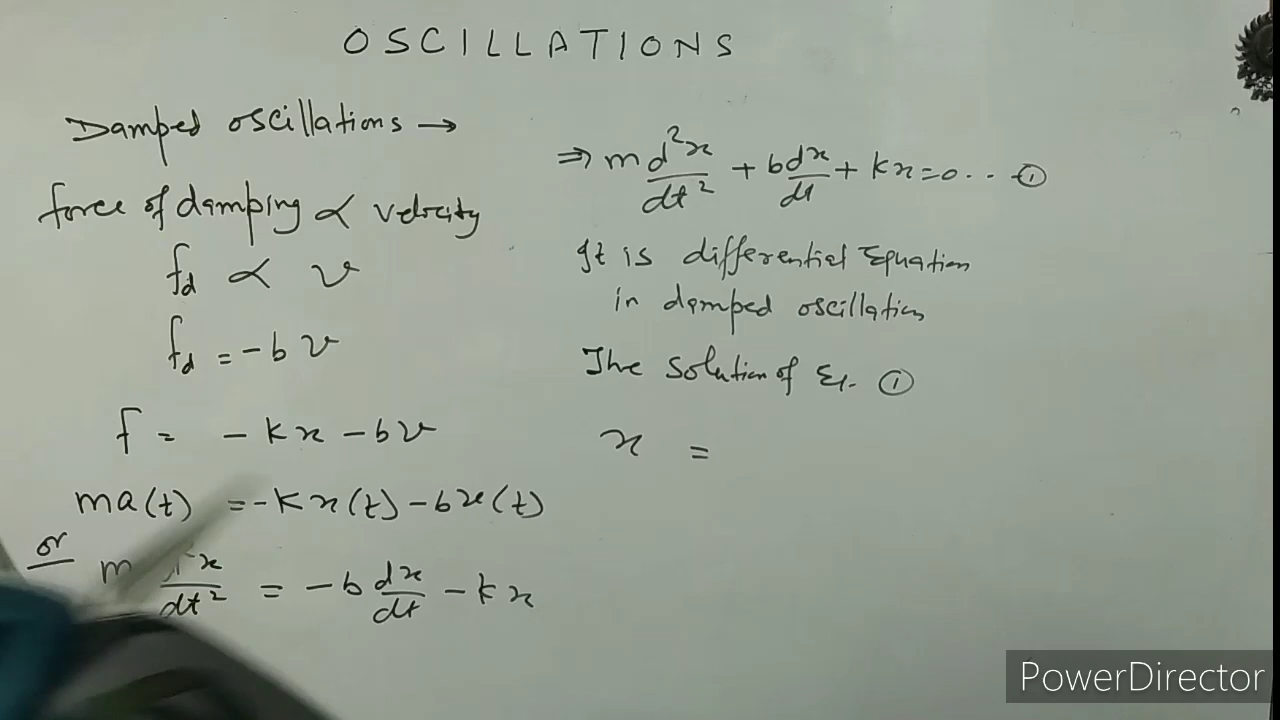 OSCILLATIONS
Damped oscillations →
force of damping ∝ velocity
fd ∝ v
fd = -bv
f = -kx - bv
ma(t) = -kx(t) - bv(t)
or
m d²x/dt² = -b dx/dt - kx
⇒ m d²x/dt² + b dx/dt + kx = 0 . . . ①
It is differential Equation
in damped oscillation
The solution of Eq. ①
x =
PowerDirector